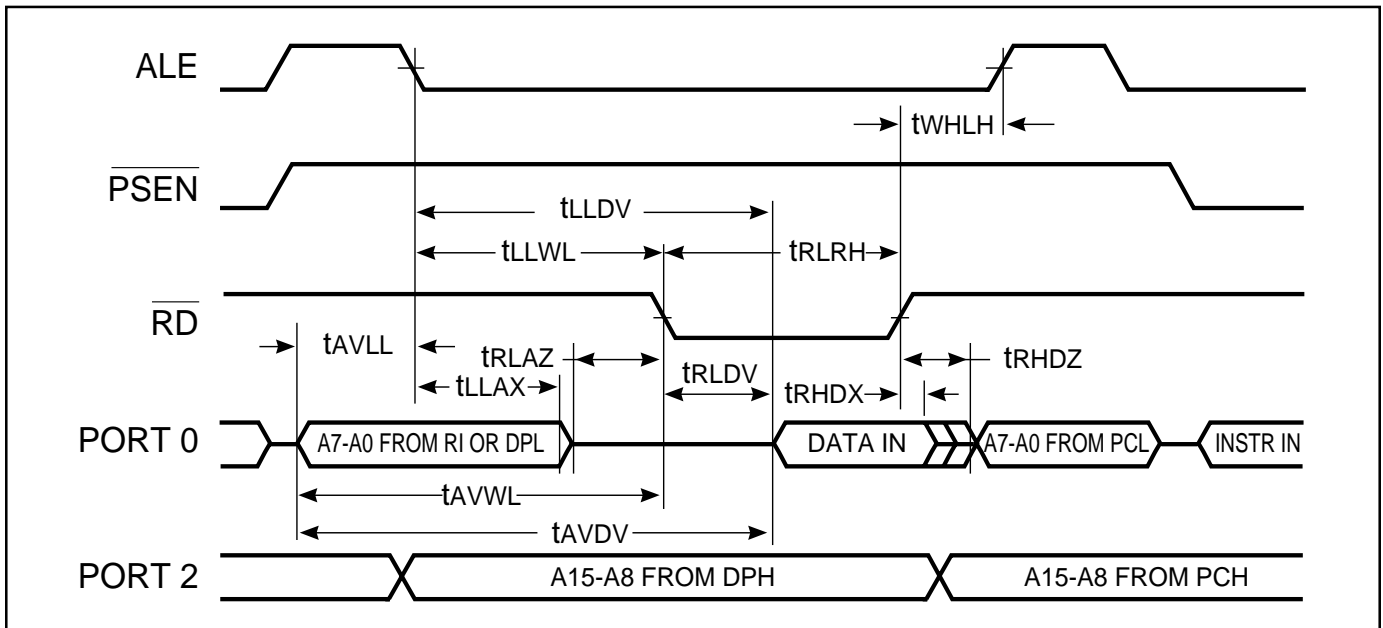 ALE
tWHLH
PSEN
tLLDV
tLLWL
tRLRH
RD
tAVLL
tRLAZ
tLLAX
tRLDV
tRHDX
tRHDZ
PORT 0
A7-A0 FROM RI OR DPL
DATA IN
A7-A0 FROM PCL
INSTR IN
tAVWL
tAVDV
PORT 2
A15-A8 FROM DPH
A15-A8 FROM PCH